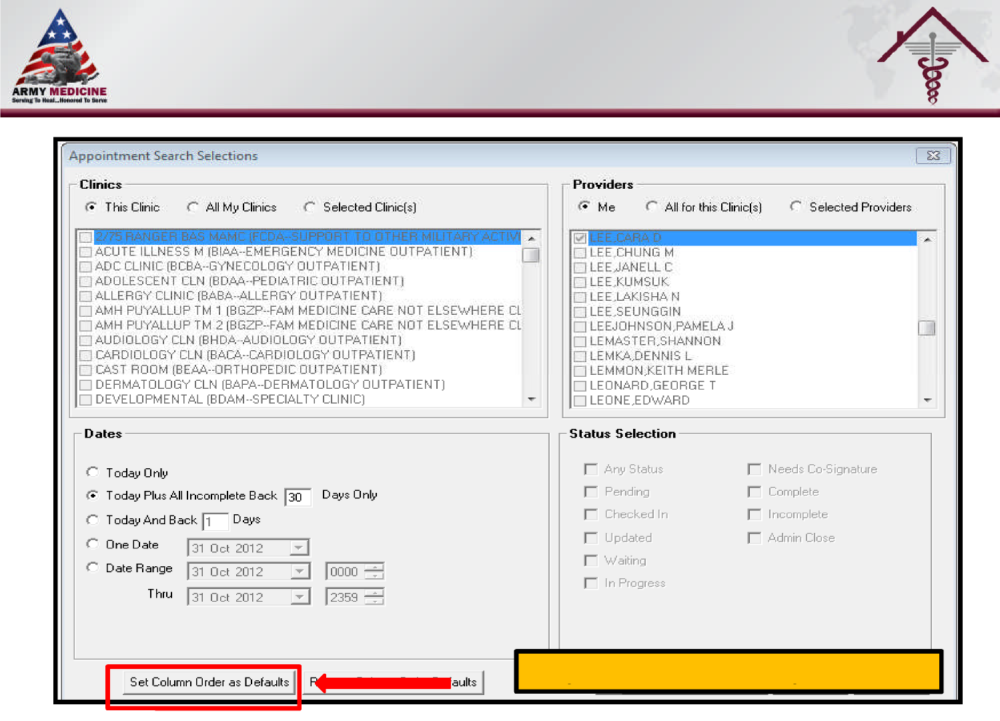 ARMY MEDICINE
Serving To Heal...Honored To Serve
Appointment Search Selections
Clinics
This Clinic All My Clinics Selected Clinic(s)
2/75 RANGER BAS MAMC (FCDA--SUPPORT TO OTHER MILITARY ACTIVI
ACUTE ILLNESS M (BIAA--EMERGENCY MEDICINE OUTPATIENT)
ADC CLINIC (BCBA--GYNECOLOGY OUTPATIENT)
ADOLESCENT CLN (BDAA--PEDIATRIC OUTPATIENT)
ALLERGY CLINIC (BABA--ALLERGY OUTPATIENT)
AMH PUYALLUP TM 1 (BGZP--FAM MEDICINE CARE NOT ELSEWHERE CL
AMH PUYALLUP TM 2 (BGZP--FAM MEDICINE CARE NOT ELSEWHERE CL
AUDIOLOGY CLN (BHDA--AUDIOLOGY OUTPATIENT)
CARDIOLOGY CLN (BACA--CARDIOLOGY OUTPATIENT)
CAST ROOM (BEAA--ORTHOPEDIC OUTPATIENT)
DERMATOLOGY CLN (BAPA--DERMATOLOGY OUTPATIENT)
DEVELOPMENTAL (BDAM--SPECIALTY CLINIC)
Providers
Me All for this Clinic(s) Selected Providers
LEE,CARA D
LEE,CHUNG M
LEE,JANELL C
LEE,KUMSUK
LEE,LAKISHA N
LEE,SEUNGGIN
LEEJOHNSON,PAMELA J
LEMASTER,SHANNON
LEMKA,DENNIS L
LEMMON,KEITH MERLE
LEONARD,GEORGE T
LEONE,EDWARD
Dates
Today Only
Today Plus All Incomplete Back 30 Days Only
Today And Back 1 Days
One Date 31 Oct 2012
Date Range 31 Oct 2012 0000
Thru 31 Oct 2012 2359
Status Selection
Any Status Needs Co-Signature
Pending Complete
Checked In Incomplete
Updated Admin Close
Waiting
In Progress
Set Column Order as Defaults